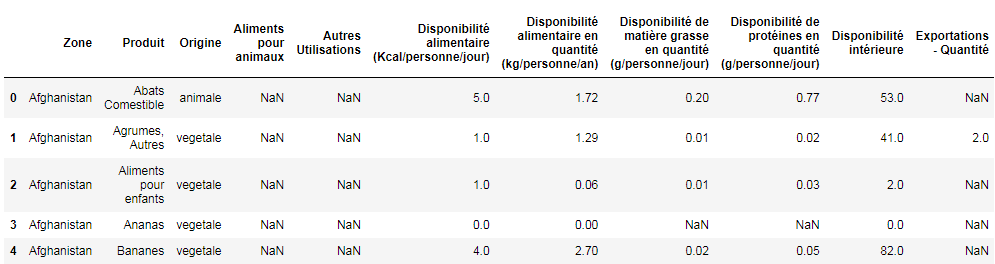 Zone Produit Origine Aliments pour animaux Autres Utilisations Disponibilité alimentaire (Kcal/personne/jour) Disponibilité alimentaire en quantité (kg/personne/an) Disponibilité de matière grasse en quantité (g/personne/jour) Disponibilité de protéines en quantité (g/personne/jour) Disponibilité intérieure Exportations - Quantité
0 Afghanistan Abats Comestible animale NaN NaN 5.0 1.72 0.20 0.77 53.0 NaN
1 Afghanistan Agrumes, Autres vegetale NaN NaN 1.0 1.29 0.01 0.02 41.0 2.0
2 Afghanistan Aliments pour enfants vegetale NaN NaN 1.0 0.06 0.01 0.03 2.0 NaN
3 Afghanistan Ananas vegetale NaN NaN 0.0 0.00 NaN NaN 0.0 NaN
4 Afghanistan Bananes vegetale NaN NaN 4.0 2.70 0.02 0.05 82.0 NaN